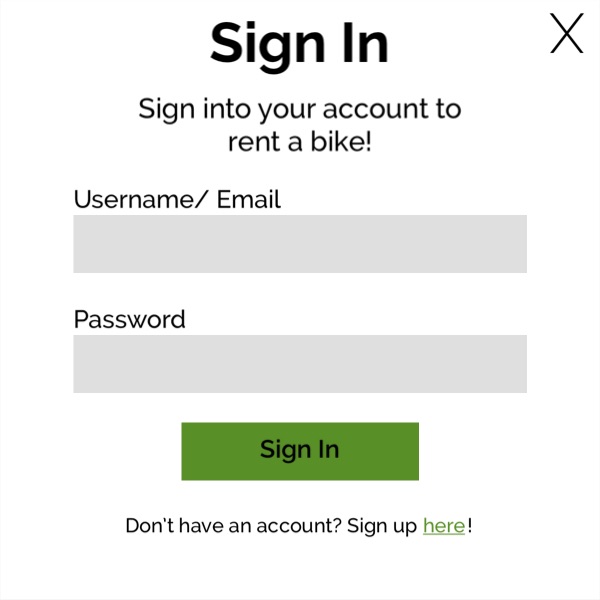 Sign In
X
Sign into your account to
rent a bike!
Username/ Email
Password
Sign In
Don't have an account? Sign up here!